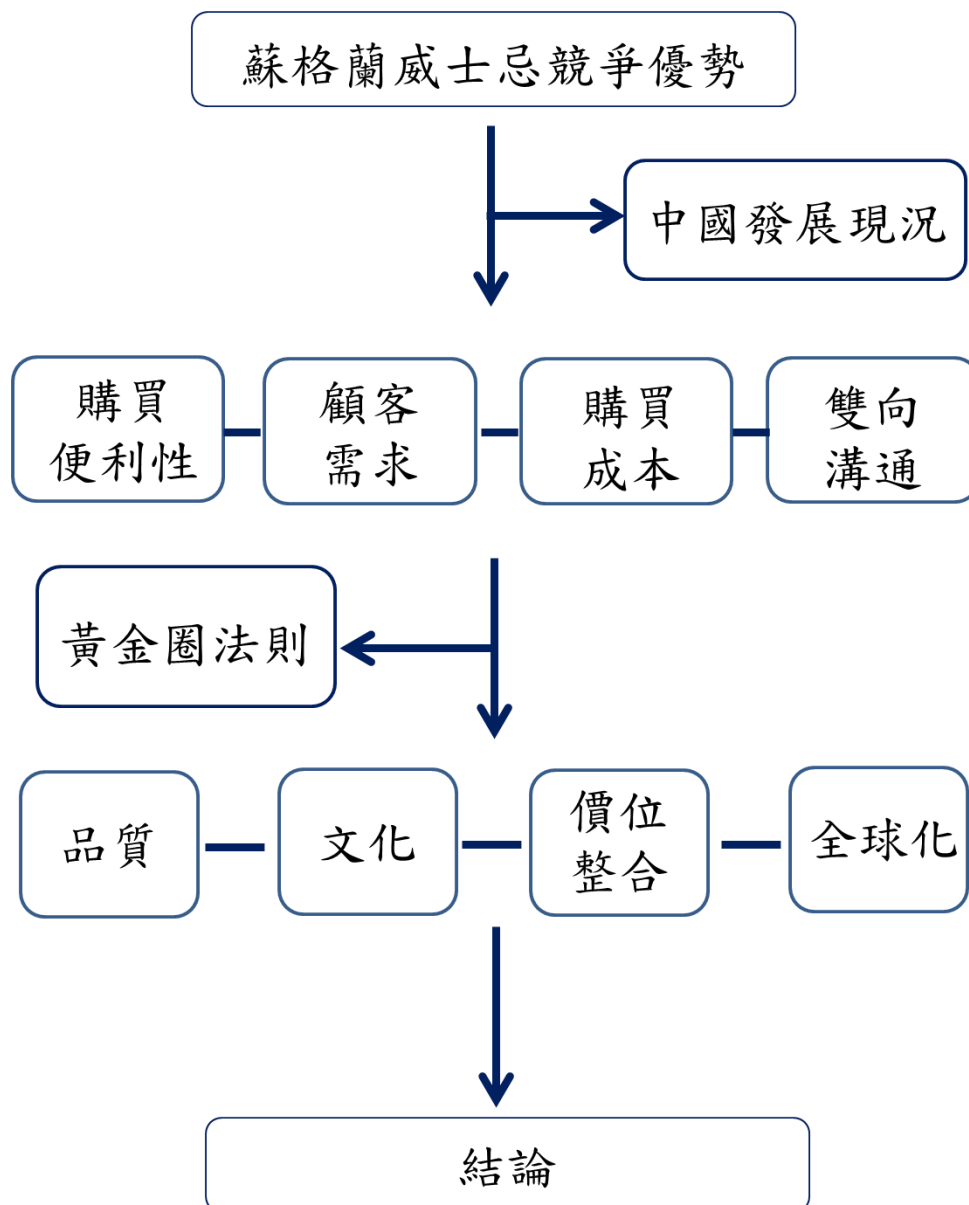 蘇格蘭威士忌競爭優勢
中國發展現況
購買
便利性
顧客
需求
購買
成本
雙向
溝通
黃金圈法則
品質
文化
價位
整合
全球化
結論